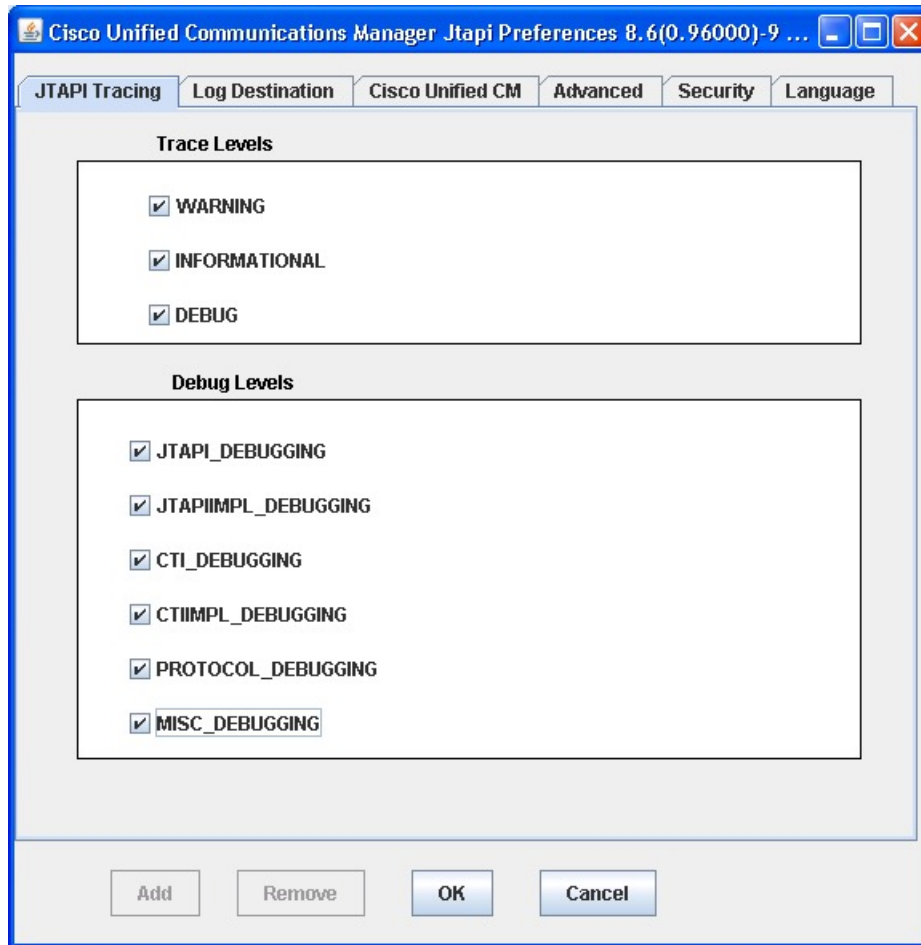 Cisco Unified Communications Manager Jtapi Preferences 8.6(0.96000)-9 ...
JTAPI Tracing Log Destination Cisco Unified CM Advanced Security Language
Trace Levels
WARNING
INFORMATIONAL
DEBUG
Debug Levels
JTAPI_DEBUGGING
JTAPIIMPL_DEBUGGING
CTI_DEBUGGING
CTIIMPL_DEBUGGING
PROTOCOL_DEBUGGING
MISC_DEBUGGING
Add Remove OK Cancel